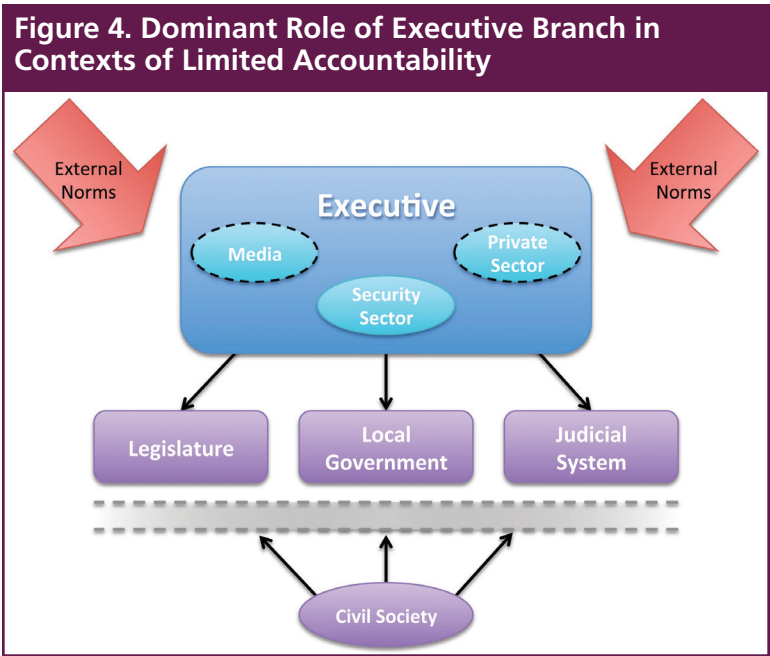 Figure 4. Dominant Role of Executive Branch in
Contexts of Limited Accountability
External
Norms
External
Norms
Executive
Media
Private
Sector
Security
Sector
Legislature
Local
Government
Judicial
System
Civil Society